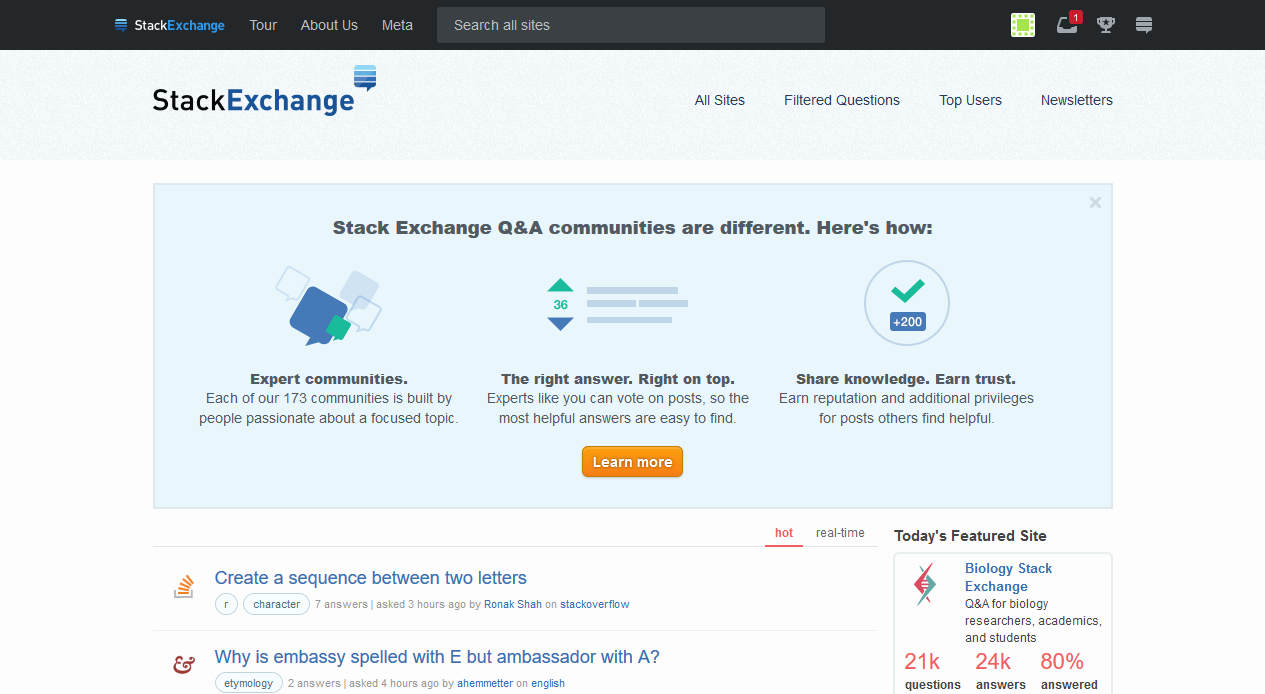 StackExchange Tour About Us Meta Search all sites 1
StackExchange All Sites Filtered Questions Top Users Newsletters
Stack Exchange Q&A communities are different. Here's how:
36
+200
Expert communities.
Each of our 173 communities is built by
people passionate about a focused topic.
The right answer. Right on top.
Experts like you can vote on posts, so the
most helpful answers are easy to find.
Share knowledge. Earn trust.
Earn reputation and additional privileges
for posts others find helpful.
Learn more
hot real-time
Create a sequence between two letters
r character 7 answers | asked 3 hours ago by Ronak Shah on stackoverflow
Why is embassy spelled with E but ambassador with A?
etymology 2 answers | asked 4 hours ago by ahemmetter on english
Today's Featured Site
Biology Stack
Exchange
Q&A for biology
researchers, academics,
and students
21k 24k 80%
questions answers answered